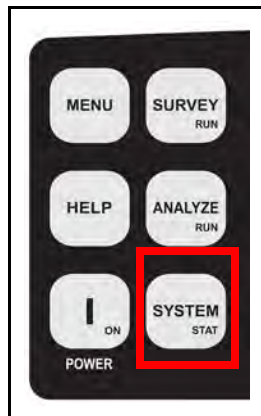 MENU
SURVEY
RUN
HELP
ANALYZE
RUN
I
ON
SYSTEM
STAT
POWER